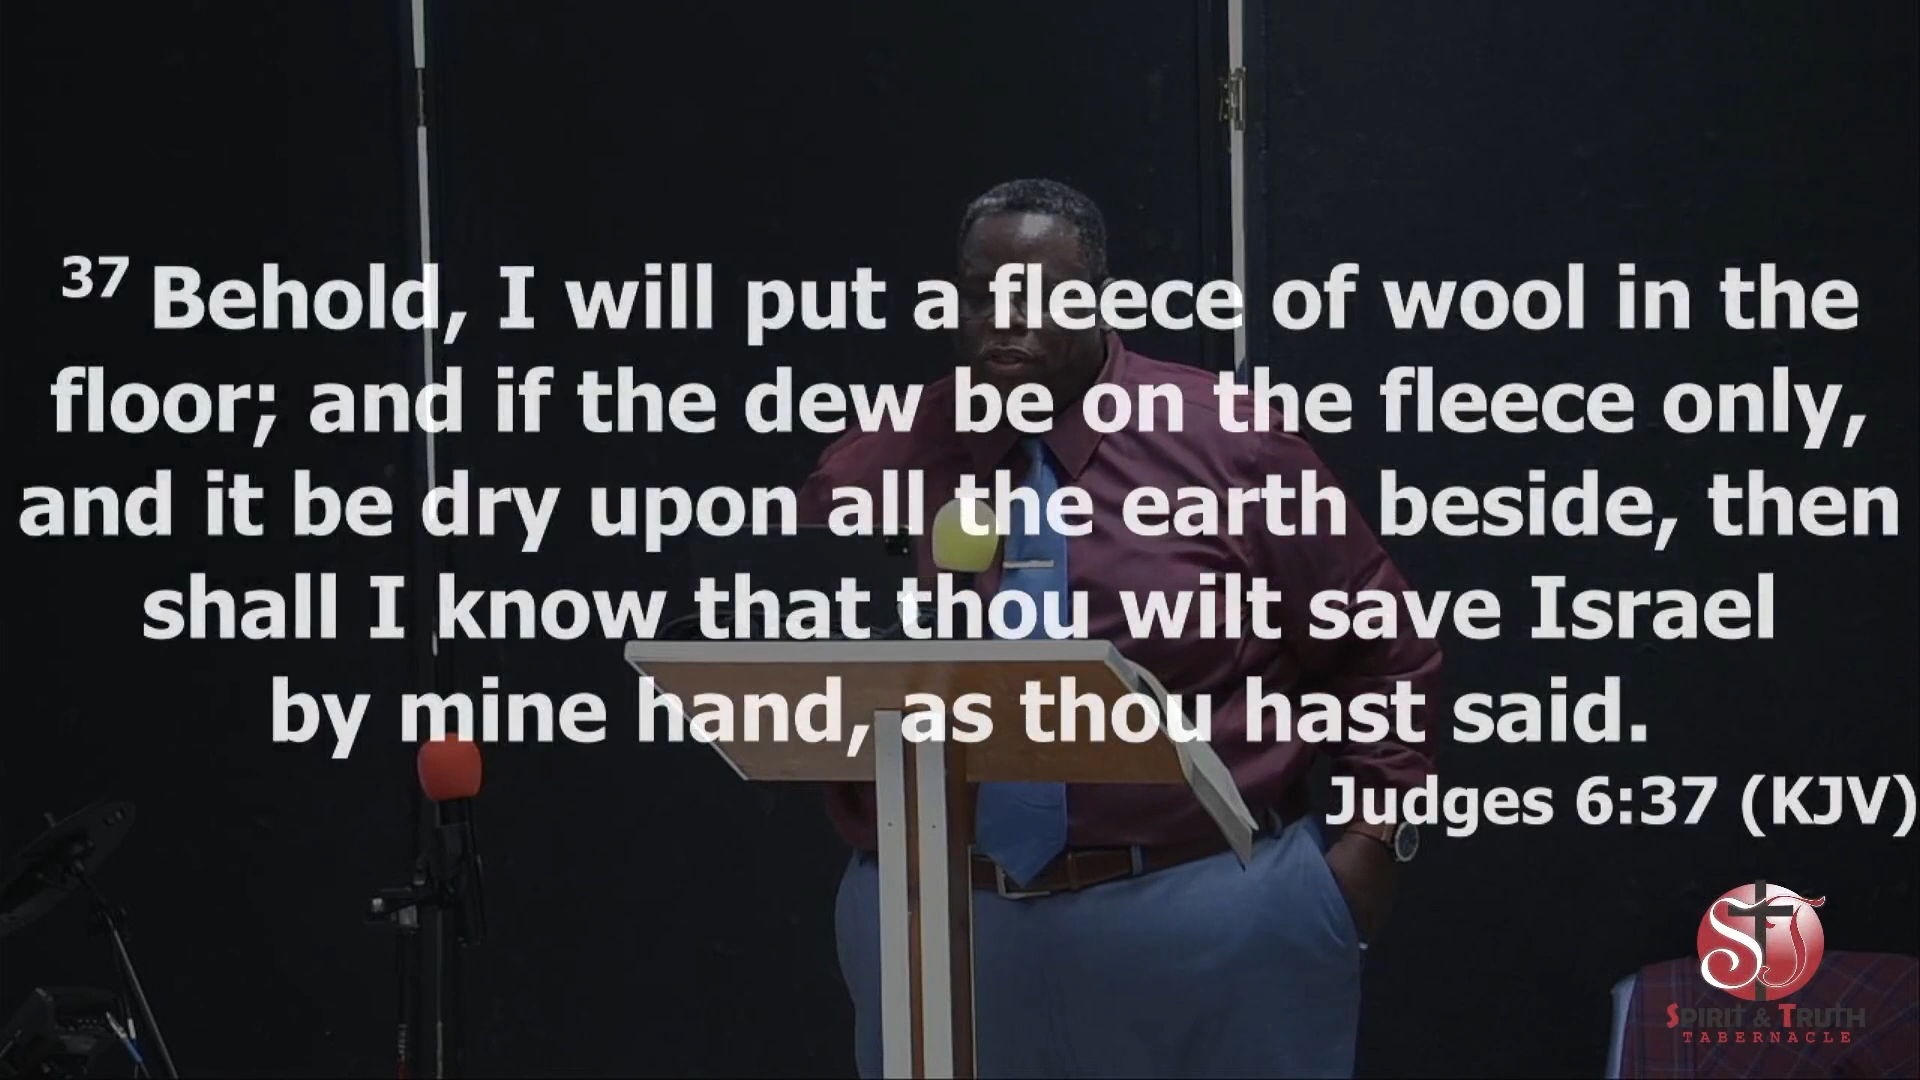 37 Behold, I will put a fleece of wool in the
floor; and if the dew be on the fleece only,
and it be dry upon all the earth beside, then
shall I know that thou wilt save Israel
by mine hand, as thou hast said.
Judges 6:37 (KJV)
ST
SPIRIT & TRUTH
TABERNACLE